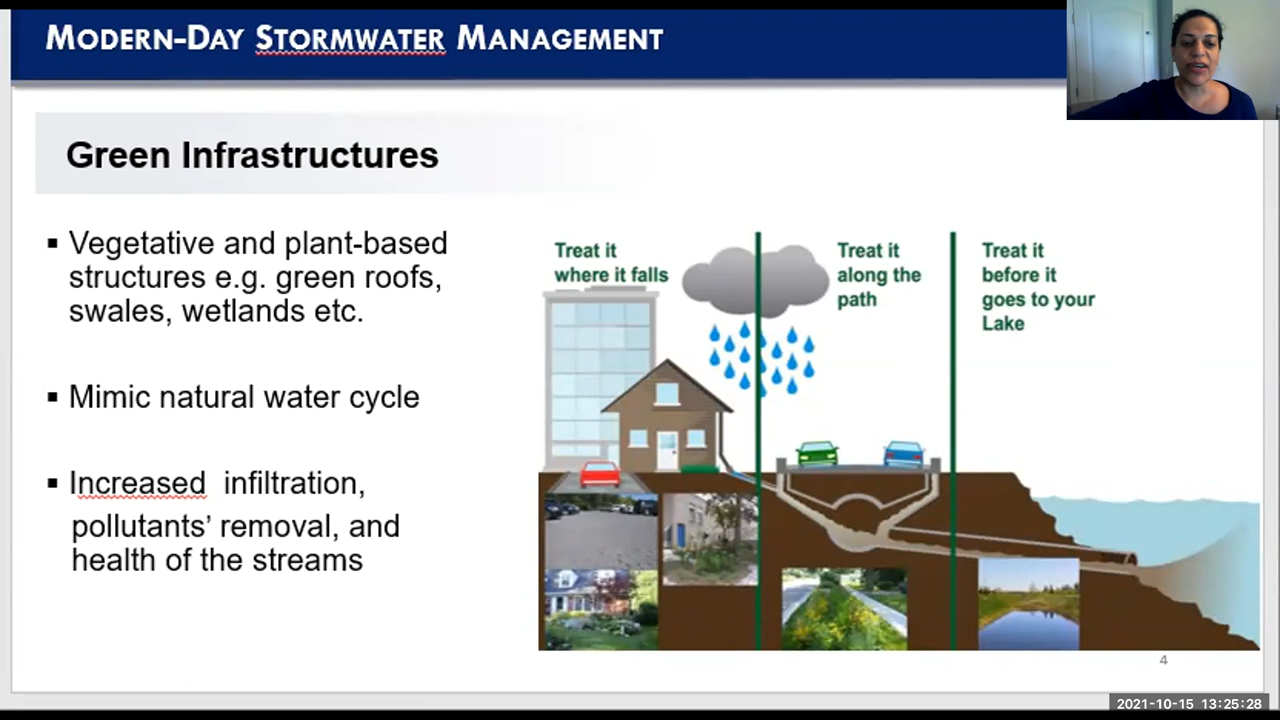 MODERN-DAY STORMWATER MANAGEMENT
Green Infrastructures
▪ Vegetative and plant-based
structures e.g. green roofs,
swales, wetlands etc.
▪ Mimic natural water cycle
▪ Increased infiltration,
pollutants’ removal, and
health of the streams
Treat it
where it falls
Treat it
along the
path
Treat it
before it
goes to your
Lake
4
2021-10-15 13:25:28